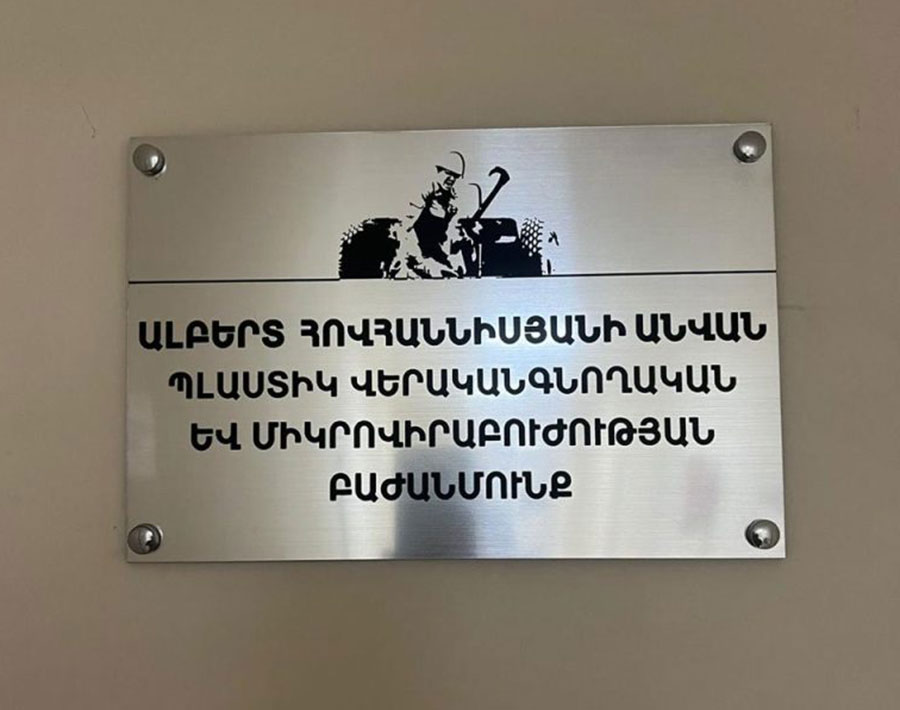 ԱԼԲԵՐՏ ՀՈՎՀԱՆՆԻՍՅԱՆԻ ԱՆՎԱՆ
ՊԼԱՍՏԻԿ ՎԵՐԱԿԱՆԳՆՈՂԱԿԱՆ
ԵՎ ՄԻԿՐՈՎԻՐԱԲՈՒԺՈՒԹՅԱՆ
ԲԱԺԱՆՄՈՒՆՔ